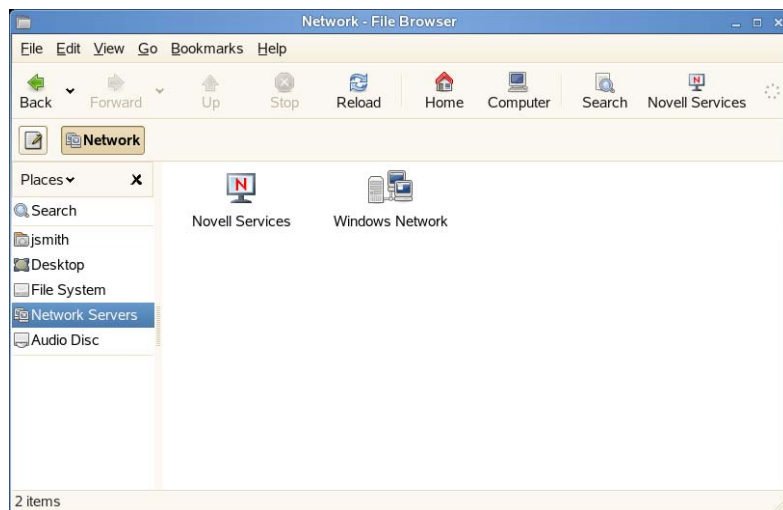 Network - File Browser
File Edit View Go Bookmarks Help
Back Forward Up Stop Reload Home Computer Search Novell Services
Network
Places
Search
jsmith
Desktop
File System
Network Servers
Audio Disc
N
Novell Services
Windows Network
2 items